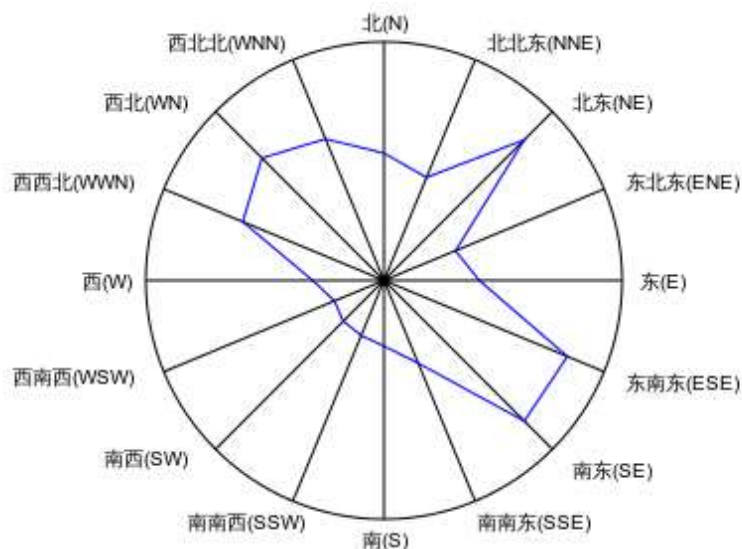 北(N)
西北北(WNN)
北北东(NNE)
西北(WN)
北东(NE)
西西北(WWN)
东北东(ENE)
西(W)
东(E)
西南西(WSW)
东南东(ESE)
南西(SW)
南东(SE)
南南西(SSW)
南南东(SSE)
南(S)